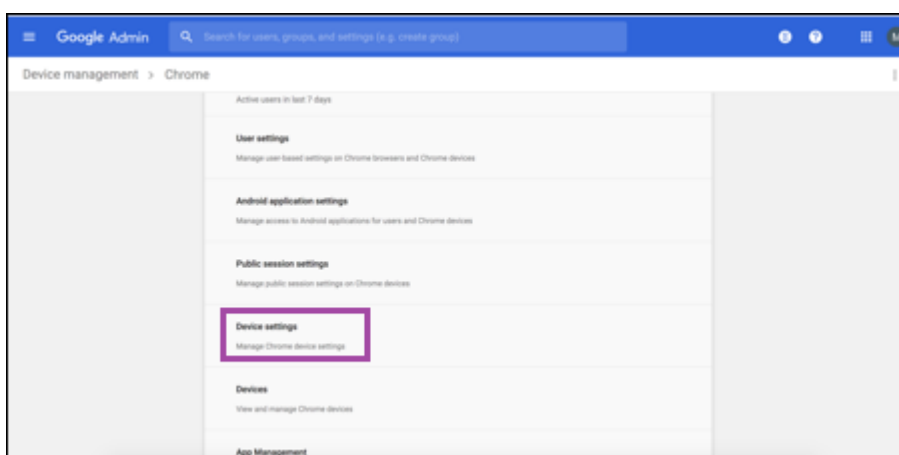 Google Admin
Search for users, groups, and settings (e.g. create group)
Device management > Chrome
Active users in last 7 days
User settings
Manage user-based settings on Chrome browsers and Chrome devices
Android application settings
Manage access to Android applications for users and Chrome devices
Public session settings
Manage public session settings on Chrome devices
Device settings
Manage Chrome device settings
Devices
View and manage Chrome devices
App Management